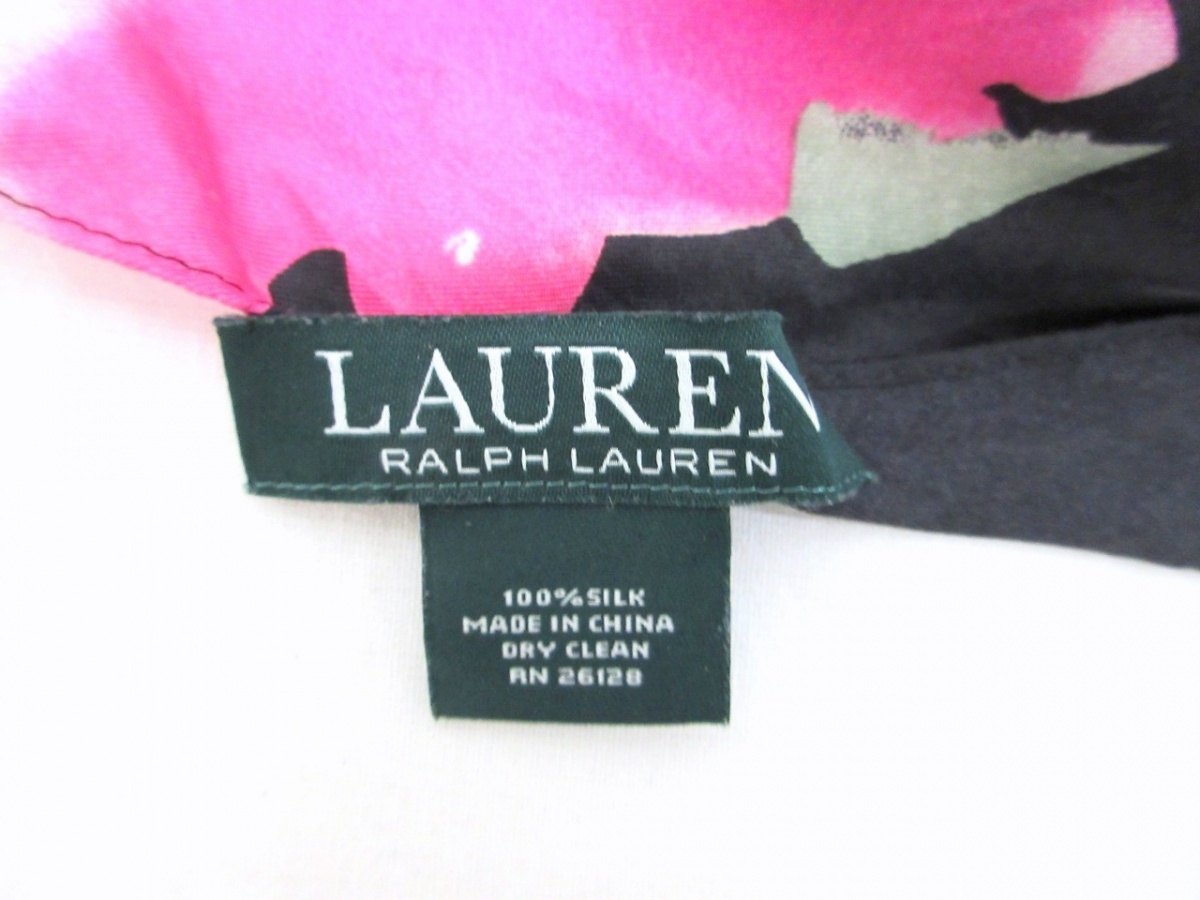 LAUREN
RALPH LAUREN
100% SILK
MADE IN CHINA
DRY CLEAN
RN 26128